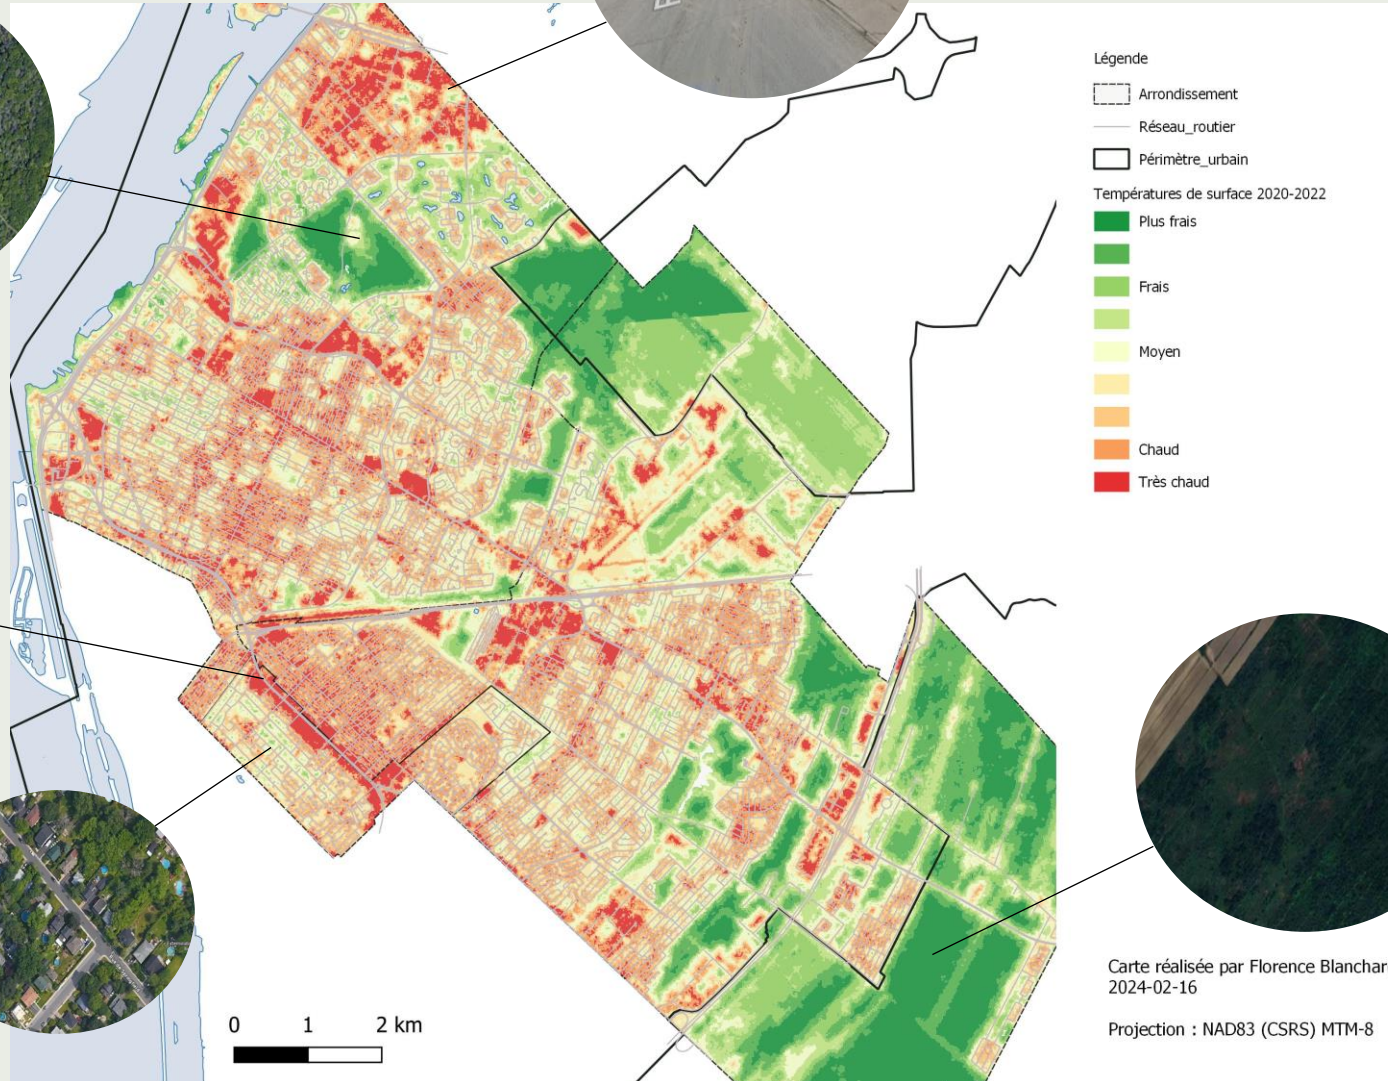 Légende
Arrondissement
Réseau_routier
Périmètre_urbain
Températures de surface 2020-2022
Plus frais
Frais
Moyen
Chaud
Très chaud
0 1 2 km
Carte réalisée par Florence Blanchar
2024-02-16
Projection : NAD83 (CSRS) MTM-8